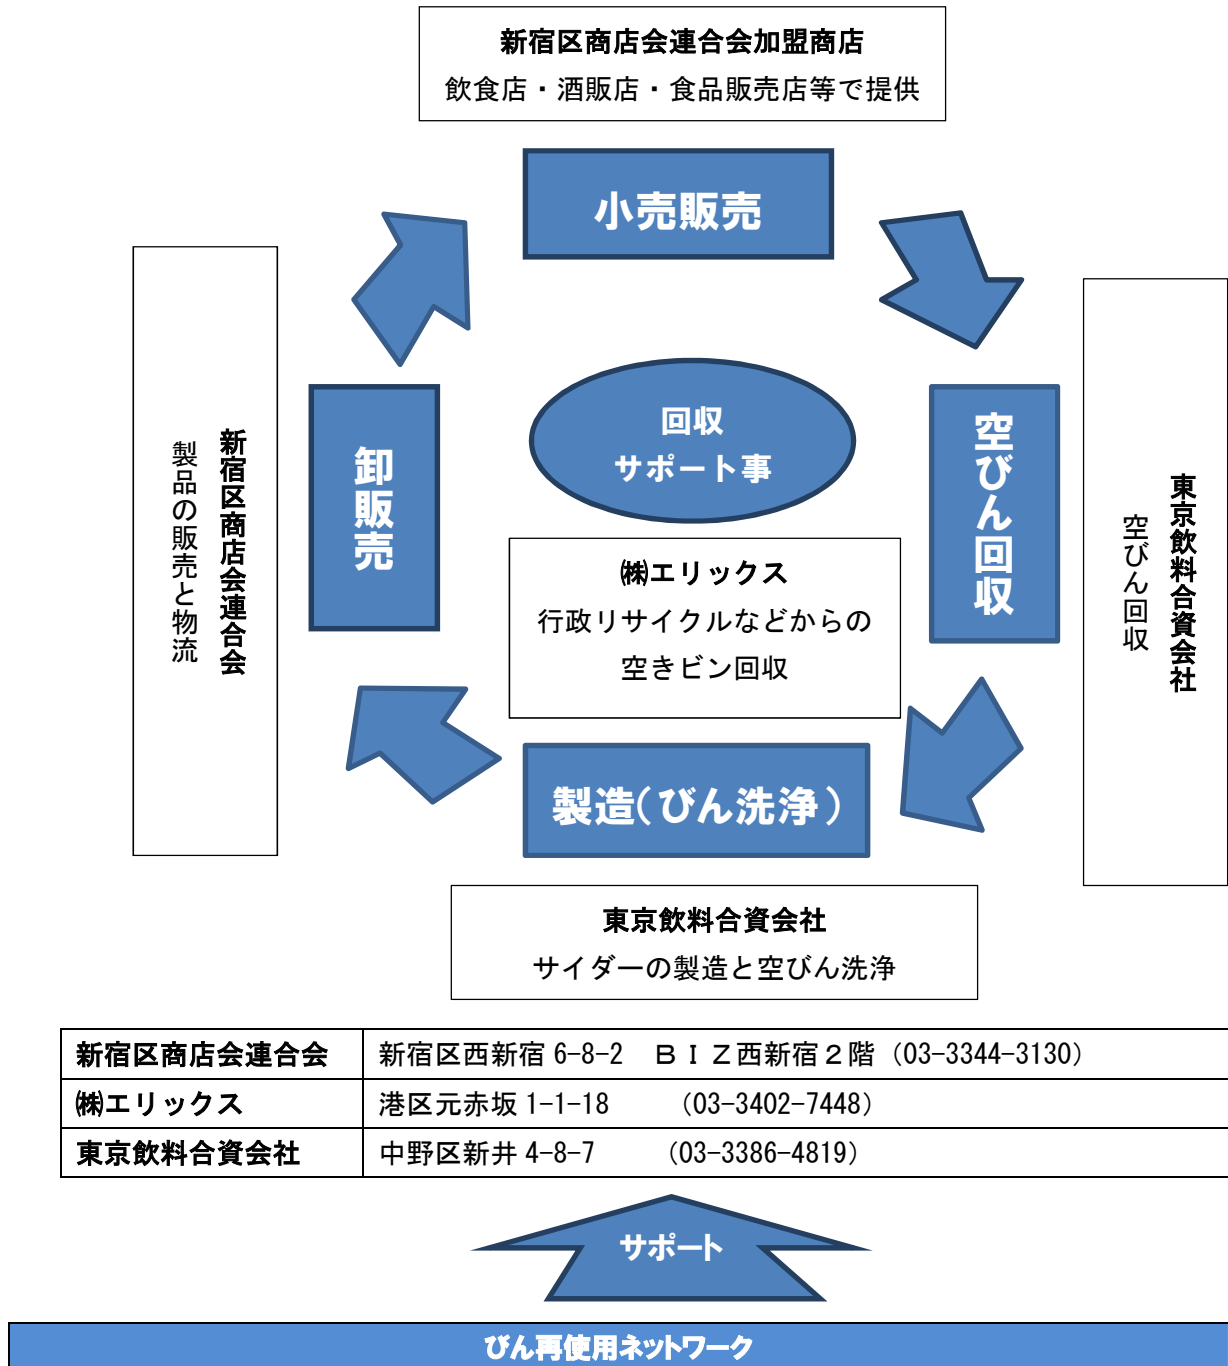 新宿区商店会連合会加盟商店
飲食店・酒販店・食品販売店等で提供
小売販売
新宿区商店会連合会
製品の販売と物流
卸販売
回収
サポート事
㈱エリックス
行政リサイクルなどからの
空きビン回収
空びん回収
東京飲料合資会社
空びん回収
製造(びん洗浄)
東京飲料合資会社
サイダーの製造と空びん洗浄
新宿区商店会連合会 新宿区西新宿 6-8-2 ＢＩＺ西新宿２階 (03-3344-3130)
㈱エリックス 港区元赤坂 1-1-18 (03-3402-7448)
東京飲料合資会社 中野区新井 4-8-7 (03-3386-4819)
サポート
びん再使用ネットワーク